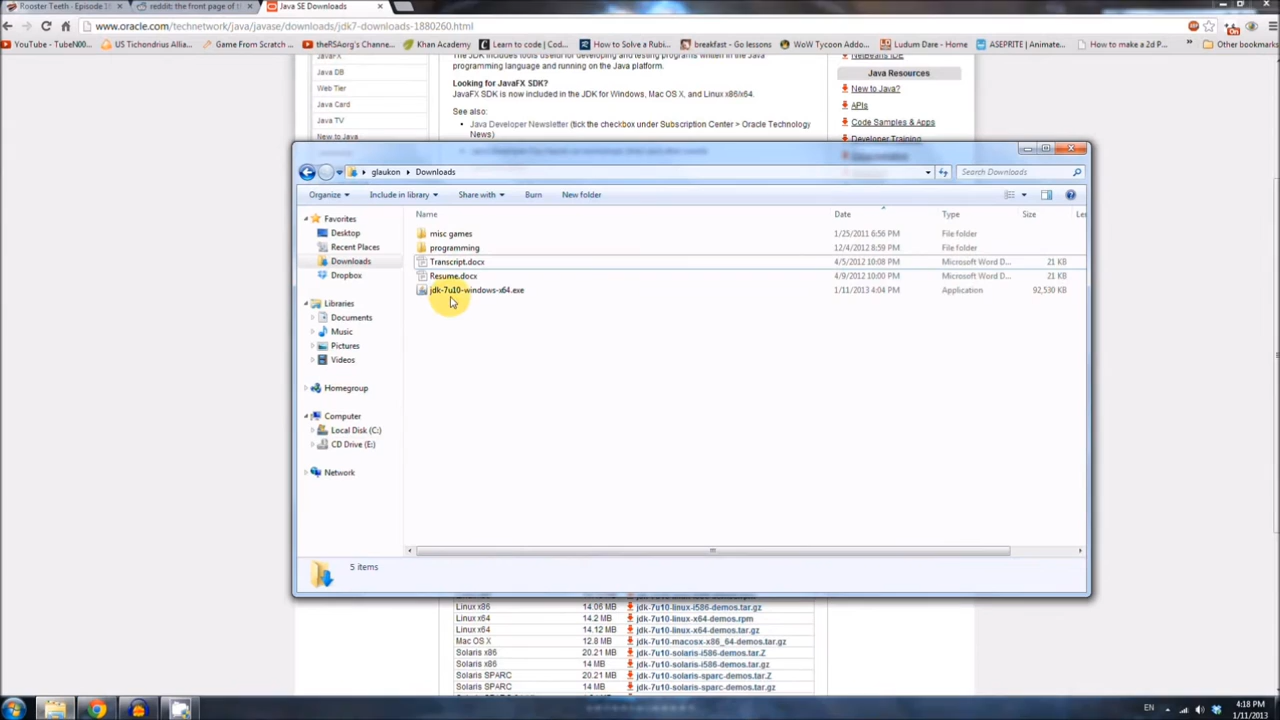 Rooster Teeth - Episode 1
reddit: the front page of t
Java SE Downloads
www.oracle.com/technetwork/java/javase/downloads/jdk7-downloads-1880260.html
YouTube - TubeN00...
US Tichondrius Allia...
Game From Scratch ...
theRSAorg's Channe...
Khan Academy
Learn to code | Cod...
How to Solve a Rubi...
breakfast - Go lessons
WoW Tycoon Addo...
Ludum Dare - Home
ASEPRITE | Animate...
How to make a 2d P...
Other bookmarks
JavaFX
Java DB
Web Tier
Java Card
Java TV
New to Java
The JDK includes tools useful for developing and testing programs written in the Java
programming language and running on the Java platform.
Looking for JavaFX SDK?
JavaFX SDK is now included in the JDK for Windows, Mac OS X, and Linux x86/x64.
See also:
Java Developer Newsletter (tick the checkbox under Subscription Center > Oracle Technology
News)
NetBeans IDE
Java Resources
New to Java?
APIs
Code Samples & Apps
Developer Training
glaukon
Downloads
Search Downloads
Organize
Include in library
Share with
Burn
New folder
Favorites
Desktop
Recent Places
Downloads
Dropbox
Libraries
Documents
Music
Pictures
Videos
Homegroup
Computer
Local Disk (C:)
CD Drive (E:)
Network
Name Date Type Size
misc games 1/25/2011 6:56 PM File folder
programming 12/4/2012 8:59 PM File folder
Transcript.docx 4/5/2012 10:08 PM Microsoft Word D... 21 KB
Resume.docx 4/9/2012 10:00 PM Microsoft Word D... 21 KB
jdk-7u10-windows-x64.exe 1/11/2013 4:04 PM Application 92,530 KB
5 items
Linux x86 14.06 MB jdk-7u10-linux-i586-demos.tar.gz
Linux x64 14.2 MB jdk-7u10-linux-x64-demos.rpm
Linux x64 14.12 MB jdk-7u10-linux-x64-demos.tar.gz
Mac OS X 12.8 MB jdk-7u10-macosx-x86_64-demos.tar.gz
Solaris x86 20.21 MB jdk-7u10-solaris-i586-demos.tar.Z
Solaris x86 14 MB jdk-7u10-solaris-i586-demos.tar.gz
Solaris SPARC 20.21 MB jdk-7u10-solaris-sparc-demos.tar.Z
Solaris SPARC 14 MB jdk-7u10-solaris-sparc-demos.tar.gz
EN
4:18 PM
1/11/2013